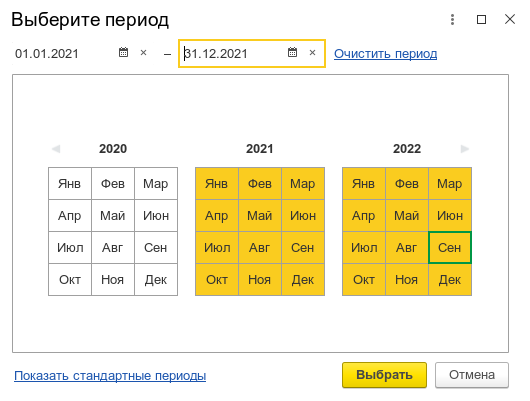 Выберите период
01.01.2021 – 31.12.2021 Очистить период
2020 2021 2022
Янв Фев Мар Янв Фев Мар Янв Фев Мар
Апр Май Июн Апр Май Июн Апр Май Июн
Июл Авг Сен Июл Авг Сен Июл Авг Сен
Окт Ноя Дек Окт Ноя Дек Окт Ноя Дек
Показать стандартные периоды Выбрать Отмена